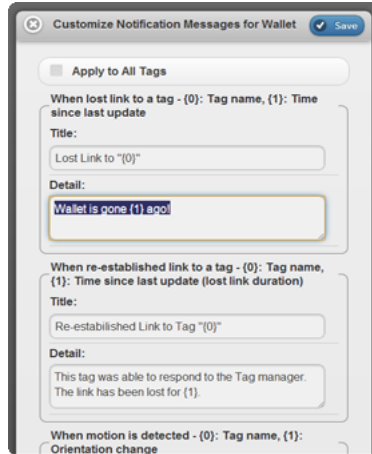 Customize Notification Messages for Wallet
Save
Apply to All Tags
When lost link to a tag - {0}: Tag name, {1}: Time
since last update
Title:
Lost Link to "{0}"
Detail:
Wallet is gone {1} ago!
When re-established link to a tag - {0}: Tag name,
{1}: Time since last update (lost link duration)
Title:
Re-estabilished Link to Tag "{0}"
Detail:
This tag was able to respond to the Tag manager.
The link has been lost for {1}.
When motion is detected - {0}: Tag name, {1}:
Orientation change